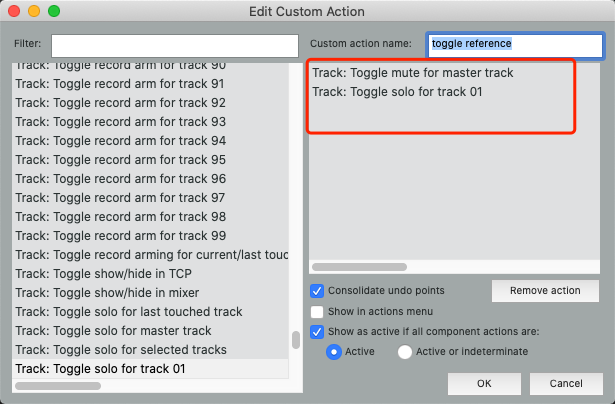 Edit Custom Action
Filter:
Custom action name: toggle reference
Track: Toggle record arm for track 90
Track: Toggle record arm for track 91
Track: Toggle record arm for track 92
Track: Toggle record arm for track 93
Track: Toggle record arm for track 94
Track: Toggle record arm for track 95
Track: Toggle record arm for track 96
Track: Toggle record arm for track 97
Track: Toggle record arm for track 98
Track: Toggle record arm for track 99
Track: Toggle record arming for current/last touc
Track: Toggle show/hide in TCP
Track: Toggle show/hide in mixer
Track: Toggle solo for last touched track
Track: Toggle solo for master track
Track: Toggle solo for selected tracks
Track: Toggle solo for track 01
Track: Toggle mute for master track
Track: Toggle solo for track 01
Consolidate undo points
Remove action
Show in actions menu
Show as active if all component actions are:
Active
Active or indeterminate
OK
Cancel